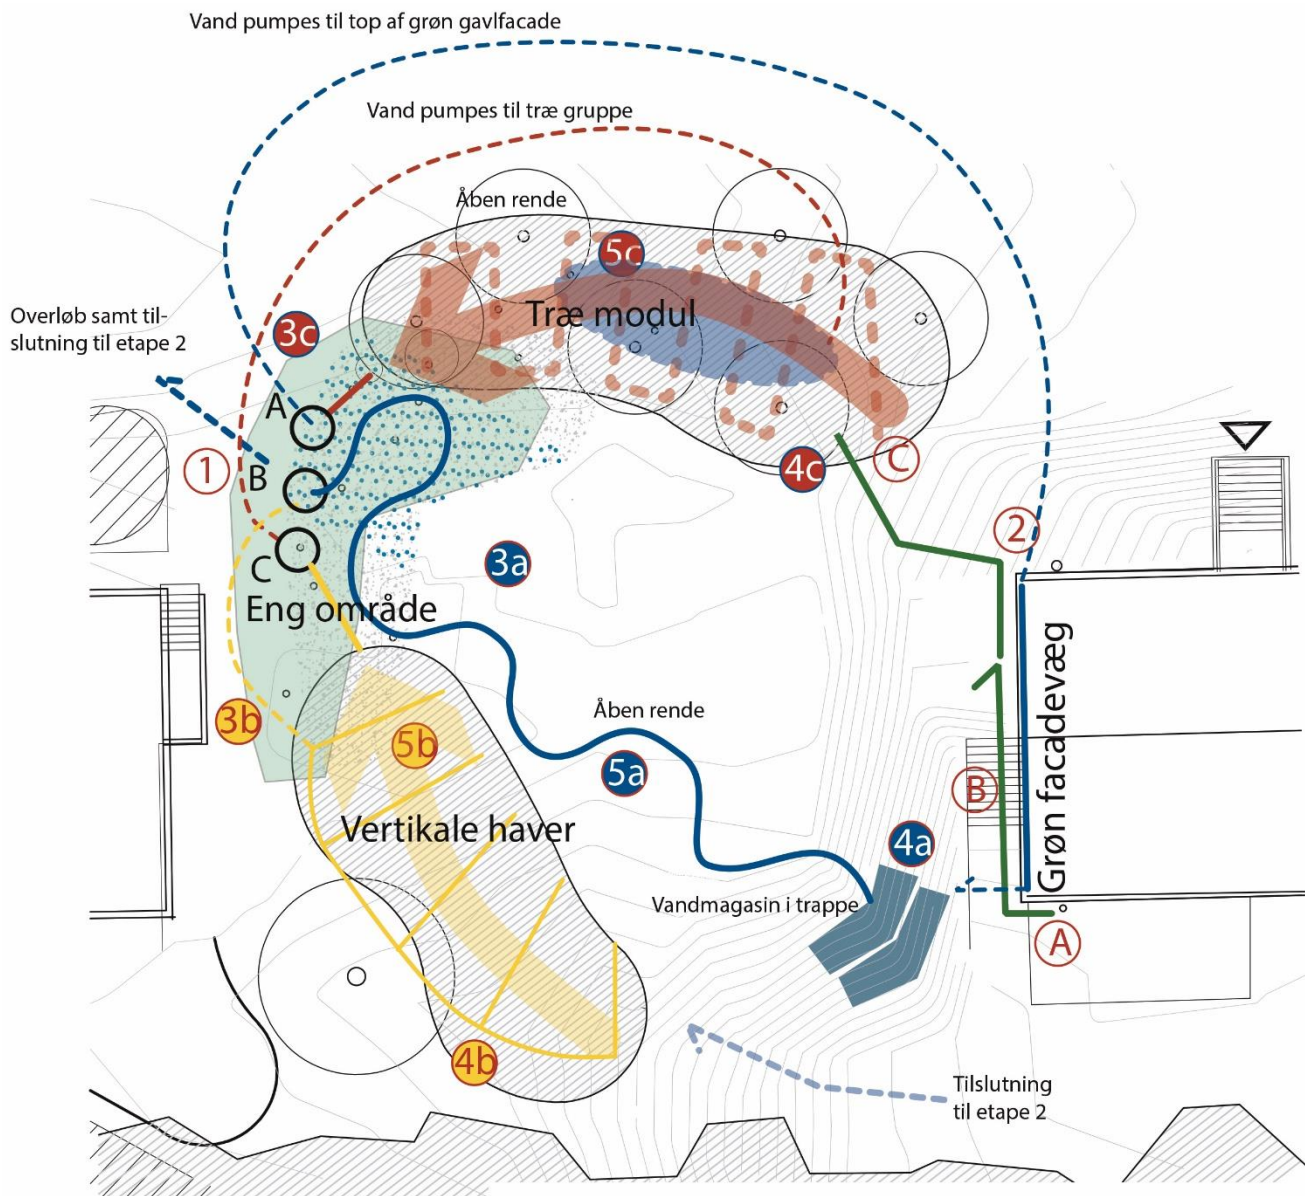 Vand pumpes til top af grøn gavlfacade
Vand pumpes til træ gruppe
Åben rende
5c
Træ modul
Overløb samt til-
slutning til etape 2
3c
A
1
B
C
4c
C
2
3a
Eng område
Grøn facadevæg
3b
5b
Åben rende
5a
B
Vertikale haver
4a
Vandmagasin i trappe
A
4b
Tilslutning
til etape 2